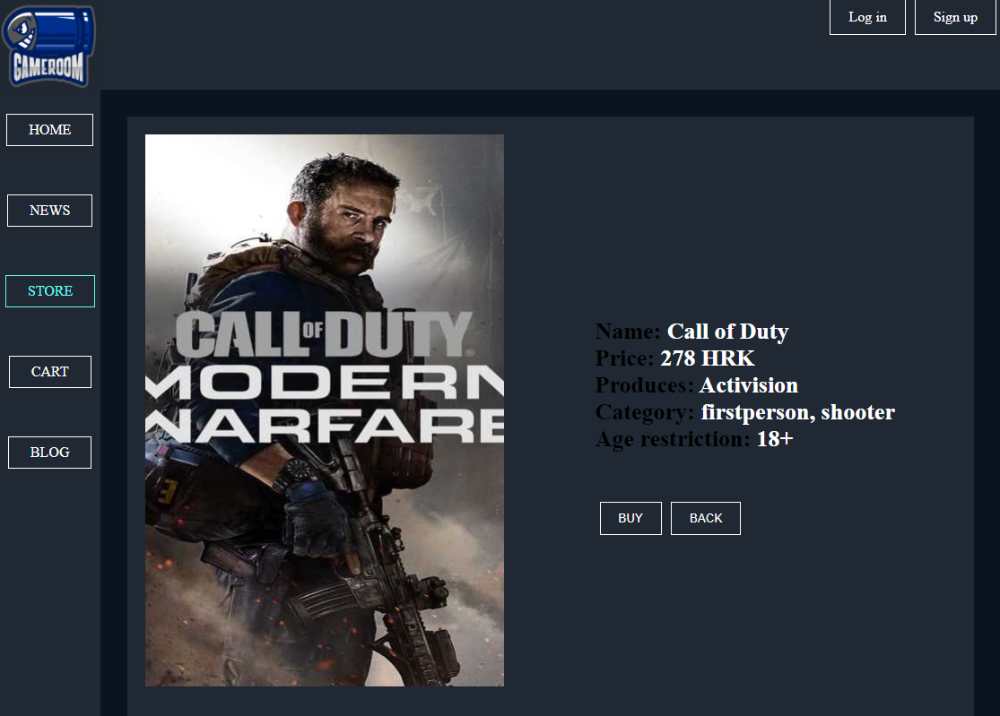 GAMEROOM
Log in
Sign up
HOME
NEWS
STORE
CART
BLOG
CALL OF DUTY®
MODERN
WARFARE
Name: Call of Duty
Price: 278 HRK
Produces: Activision
Category: firstperson, shooter
Age restriction: 18+
BUY
BACK